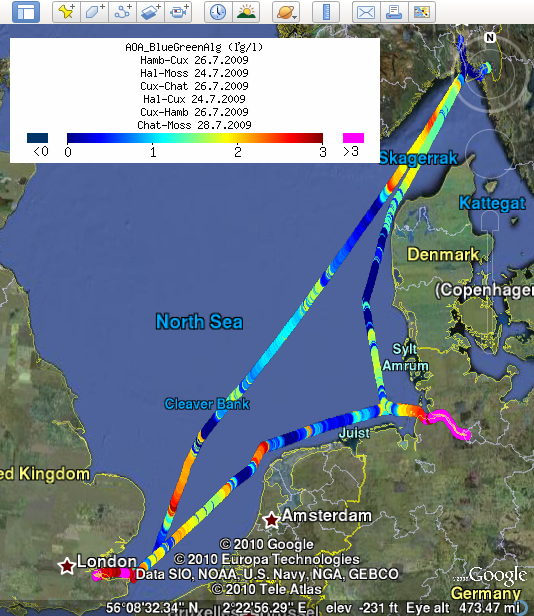 AOA_BlueGreenAlg (ľg/l)
Hamb-Cux 26.7.2009
Hal-Moss 24.7.2009
Cux-Chat 26.7.2009
Hal-Cux 24.7.2009
Cux-Hamb 26.7.2009
Chat-Moss 28.7.2009
<0 0 1 2 3 >3
N
Skagerrak
Kattegat
Denmark
(Copenhagen
North Sea
Sylt
Amrum
Cleaver Bank
Juist
ed Kingdom
Amsterdam
London
© 2010 Google
© 2010 Europa Technologies
Data SIO, NOAA, U.S. Navy, NGA, GEBCO
© 2010 Tele Atlas
Google
Germany
56°08'32.34" N 2°22'56.29" E elev -231 ft Eye alt 473.47 mi